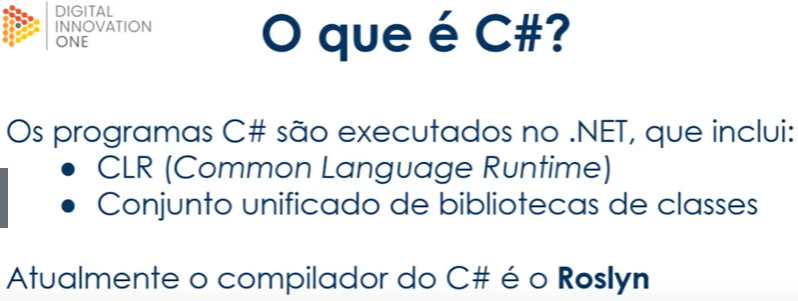 DIGITAL
INNOVATION
ONE
O que é C#?
Os programas C# são executados no .NET, que inclui:
● CLR (Common Language Runtime)
● Conjunto unificado de bibliotecas de classes
Atualmente o compilador do C# é o Roslyn